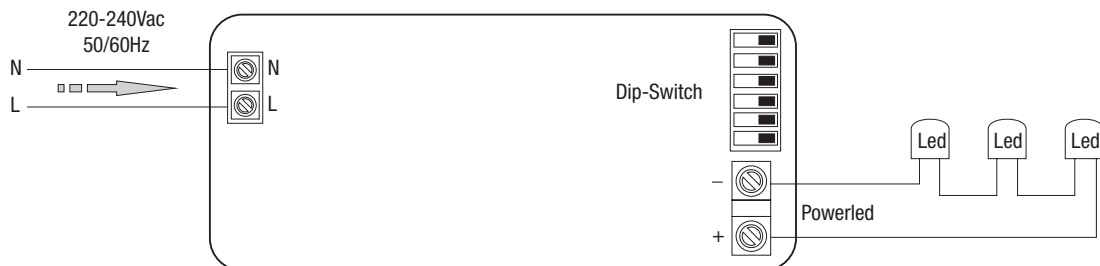 220-240Vac
50/60Hz
N
N
L
L
Dip-Switch
Led
Led
Led
–
Powerled
+